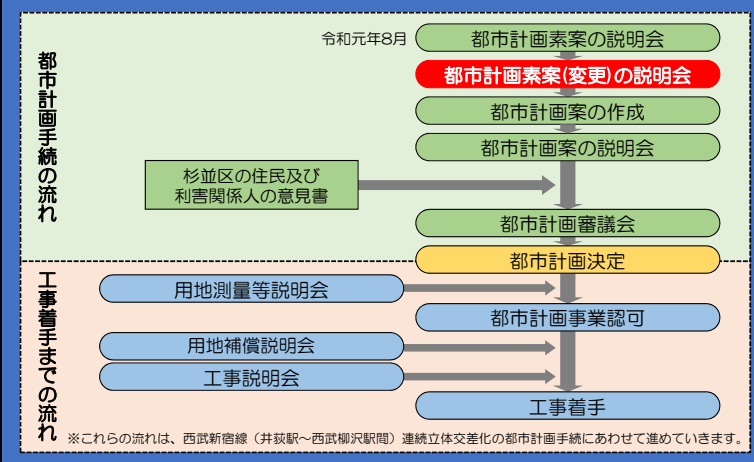 都市計画手続の流れ
令和元年8月
都市計画素案の説明会
都市計画素案(変更)の説明会
都市計画案の作成
都市計画案の説明会
杉並区の住民及び
利害関係人の意見書
都市計画審議会
都市計画決定
工事着手までの流れ
用地測量等説明会
都市計画事業認可
用地補償説明会
工事説明会
工事着手
※これらの流れは、西武新宿線（井荻駅～西武柳沢駅間）連続立体交差化の都市計画手続にあわせて進めていきます。